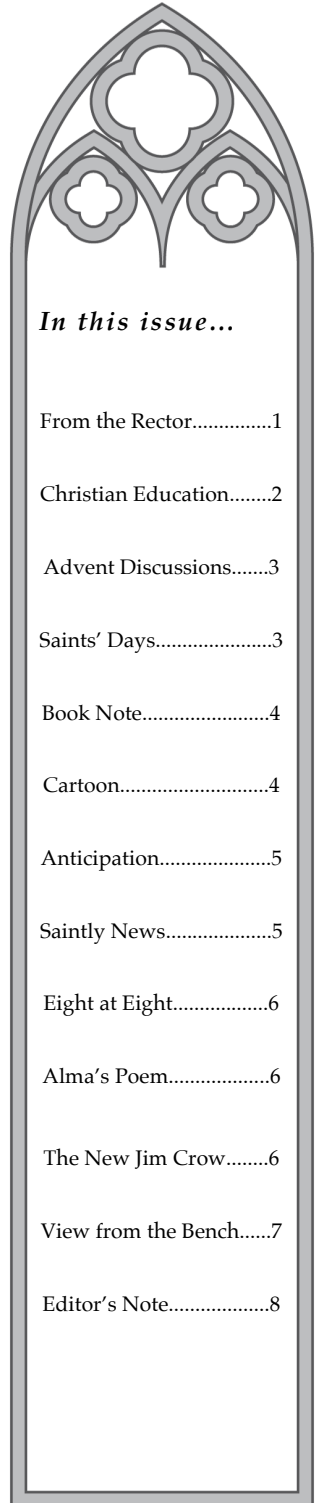 In this issue…
From the Rector...............1
Christian Education........2
Advent Discussions.......3
Saints’ Days......................3
Book Note........................4
Cartoon............................4
Anticipation.....................5
Saintly News....................5
Eight at Eight..................6
Alma’s Poem...................6
The New Jim Crow........6
View from the Bench......7
Editor’s Note....................8